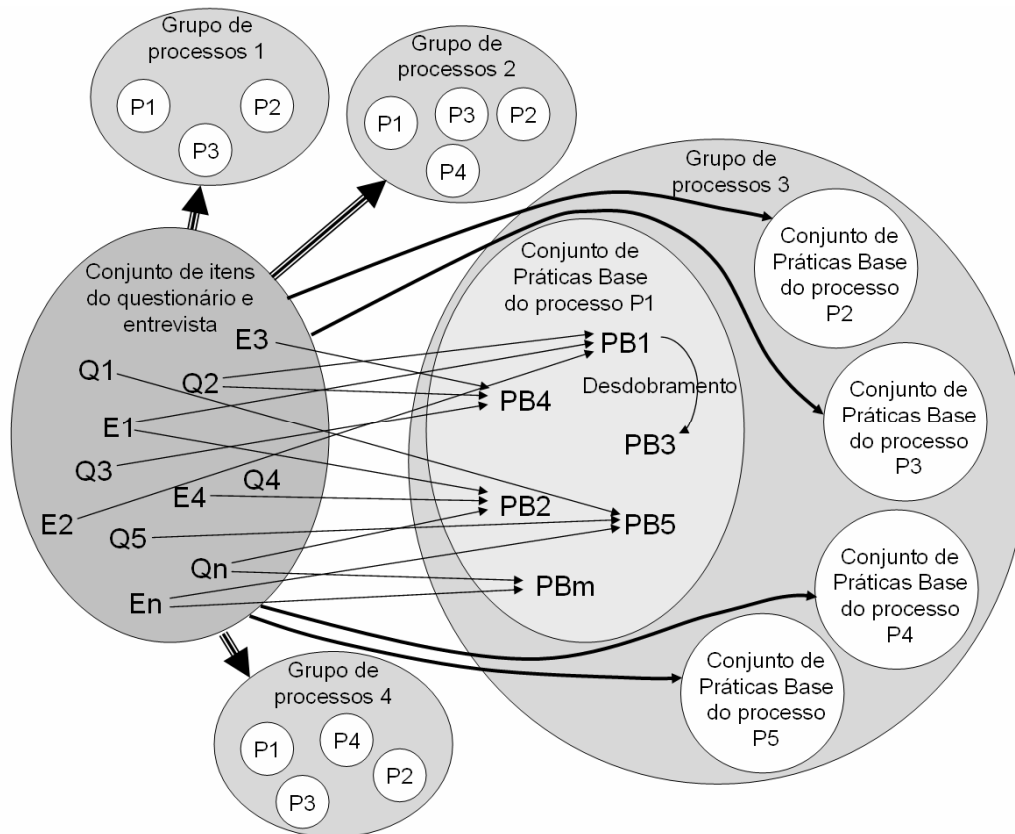 Grupo de
processos 1
P1
P2
P3
Grupo de
processos 2
P1
P3
P2
P4
Grupo de
processos 3
Conjunto de
Práticas Base
do processo
P2
Conjunto de itens
do questionário e
entrevista
E3
Q1
Q2
E1
Q3
Q4
E4
E2
Q5
Qn
En
Conjunto de
Práticas Base
do processo P1
PB1
Desdobramento
PB4
PB3
PB2
PB5
PBm
Conjunto de
Práticas Base
do processo
P3
Conjunto de
Práticas Base
do processo
P4
Conjunto de
Práticas Base
do processo
P5
Grupo de
processos 4
P1
P4
P2
P3